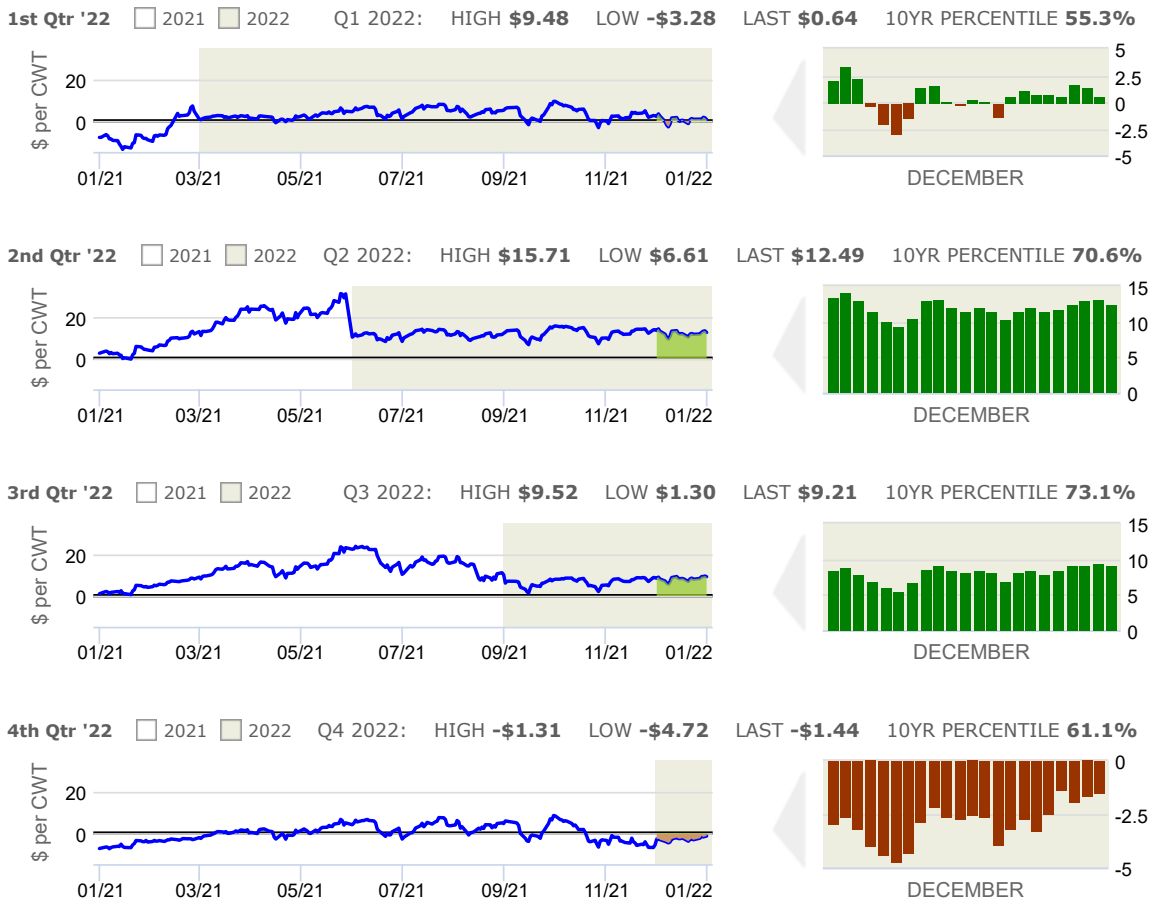 1st Qtr '22 2021 2022 Q1 2022: HIGH $9.48 LOW -$3.28 LAST $0.64 10YR PERCENTILE 55.3%
$ per CWT
20
0
01/21 03/21 05/21 07/21 09/21 11/21 01/22
5
2.5
0
-2.5
-5
DECEMBER
2nd Qtr '22 2021 2022 Q2 2022: HIGH $15.71 LOW $6.61 LAST $12.49 10YR PERCENTILE 70.6%
$ per CWT
20
0
01/21 03/21 05/21 07/21 09/21 11/21 01/22
15
10
5
0
DECEMBER
3rd Qtr '22 2021 2022 Q3 2022: HIGH $9.52 LOW $1.30 LAST $9.21 10YR PERCENTILE 73.1%
$ per CWT
20
0
01/21 03/21 05/21 07/21 09/21 11/21 01/22
15
10
5
0
DECEMBER
4th Qtr '22 2021 2022 Q4 2022: HIGH -$1.31 LOW -$4.72 LAST -$1.44 10YR PERCENTILE 61.1%
$ per CWT
20
0
01/21 03/21 05/21 07/21 09/21 11/21 01/22
0
-2.5
-5
DECEMBER